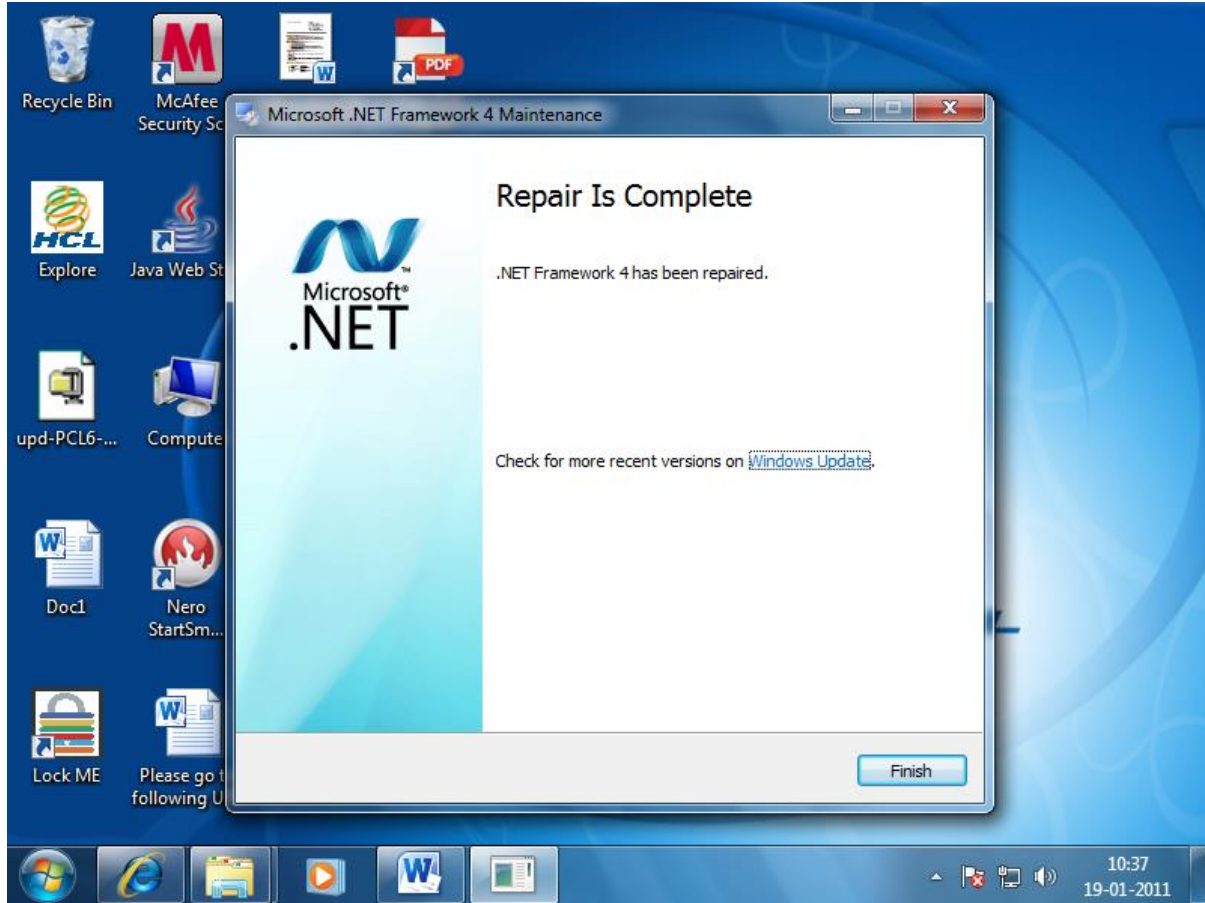 Recycle Bin
McAfee
Security Sc
W
PDF
Microsoft .NET Framework 4 Maintenance
Repair Is Complete
.NET Framework 4 has been repaired.
Microsoft®
.NET
Check for more recent versions on Windows Update.
Finish
HCL
Explore
Java Web St
upd-PCL6-...
Compute
W
Doc1
Nero
StartSm...
Lock ME
W
Please go t
following U
W
10:37
19-01-2011